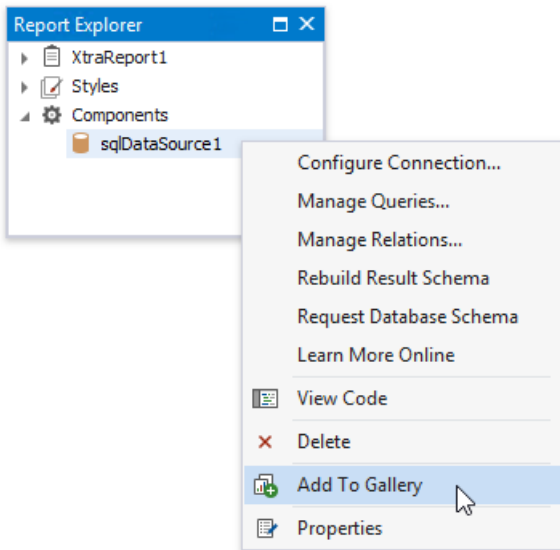 Report Explorer
XtraReport1
Styles
Components
sqlDataSource1
Configure Connection...
Manage Queries...
Manage Relations...
Rebuild Result Schema
Request Database Schema
Learn More Online
View Code
Delete
Add To Gallery
Properties